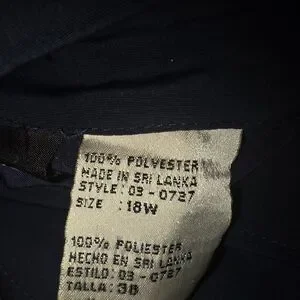 100% POLYESTER
MADE IN SRI LANKA
STYLE : 03 - 0727
SIZE : 18W
100% POLIESTER
HECHO EN SRI LANKA
ESTILO: 03 - 0727
TALLA: 38